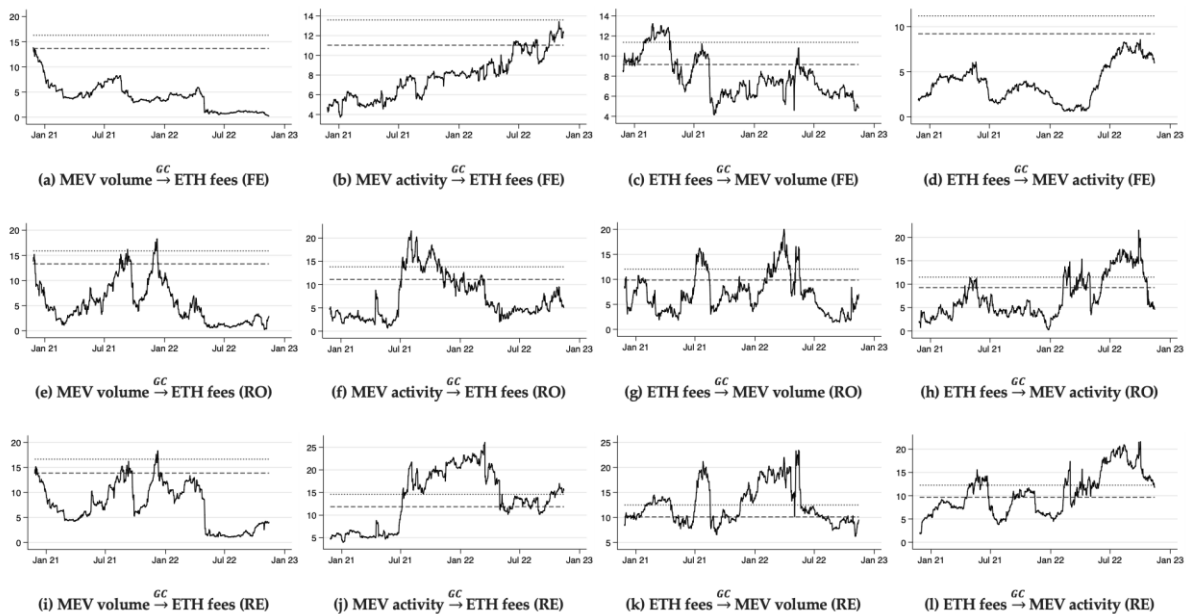 20
15
10
5
0
Jan 21 Jul 21 Jan 22 Jul 22 Jan 23
(a) MEV volume GC→ ETH fees (FE)
14
12
10
8
6
4
Jan 21 Jul 21 Jan 22 Jul 22 Jan 23
(b) MEV activity GC→ ETH fees (FE)
14
12
10
8
6
4
Jan 21 Jul 21 Jan 22 Jul 22 Jan 23
(c) ETH fees GC→ MEV volume (FE)
10
5
0
Jan 21 Jul 21 Jan 22 Jul 22 Jan 23
(d) ETH fees GC→ MEV activity (FE)
20
15
10
5
0
Jan 21 Jul 21 Jan 22 Jul 22 Jan 23
(e) MEV volume GC→ ETH fees (RO)
20
15
10
5
0
Jan 21 Jul 21 Jan 22 Jul 22 Jan 23
(f) MEV activity GC→ ETH fees (RO)
20
15
10
5
0
Jan 21 Jul 21 Jan 22 Jul 22 Jan 23
(g) ETH fees GC→ MEV volume (RO)
20
15
10
5
0
Jan 21 Jul 21 Jan 22 Jul 22 Jan 23
(h) ETH fees GC→ MEV activity (RO)
20
15
10
5
0
Jan 21 Jul 21 Jan 22 Jul 22 Jan 23
(i) MEV volume GC→ ETH fees (RE)
25
20
15
10
5
Jan 21 Jul 21 Jan 22 Jul 22 Jan 23
(j) MEV activity GC→ ETH fees (RE)
25
20
15
10
5
0
Jan 21 Jul 21 Jan 22 Jul 22 Jan 23
(k) ETH fees GC→ MEV volume (RE)
20
15
10
5
0
Jan 21 Jul 21 Jan 22 Jul 22 Jan 23
(l) ETH fees GC→ MEV activity (RE)